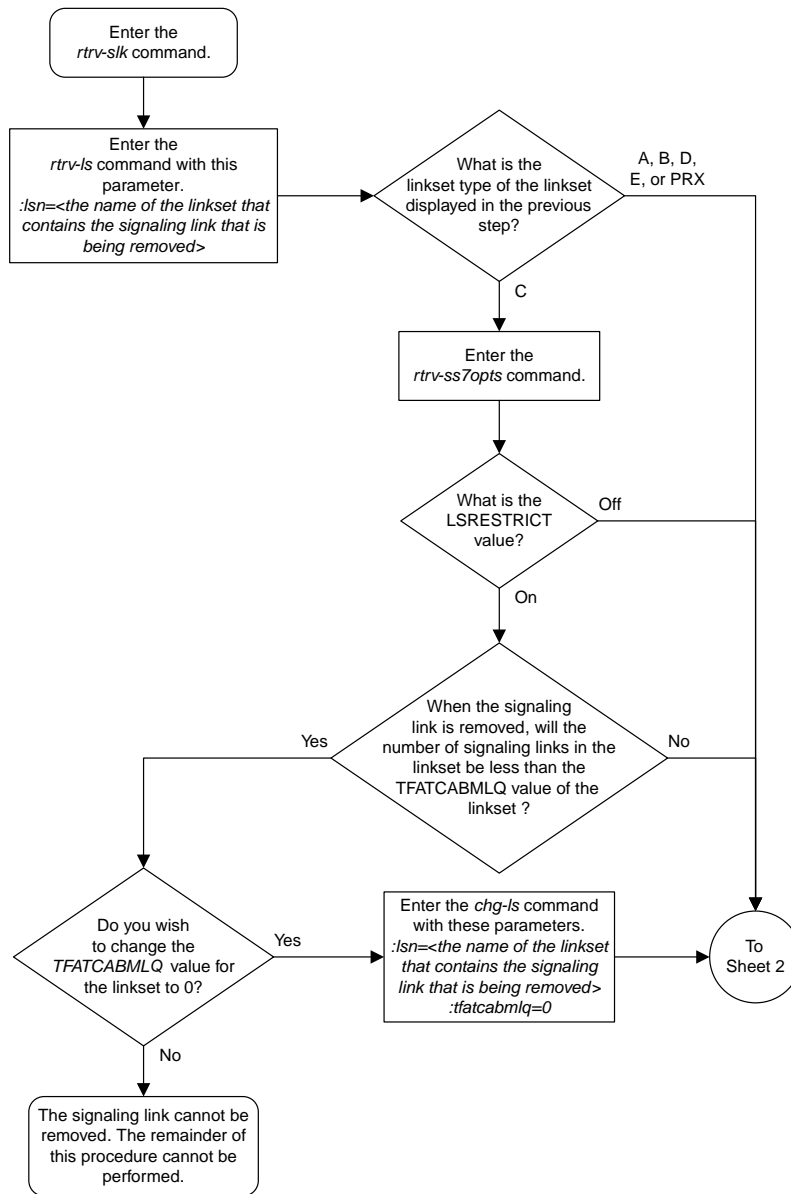 Enter the
rtrv-slk command.
Enter the
rtrv-ls command with this
parameter.
:lsn=<the name of the linkset that
contains the signaling link that is
being removed>
What is the
linkset type of the linkset
displayed in the previous
step?
A, B, D,
E, or PRX
C
Enter the
rtrv-ss7opts command.
What is the
LSRESTRICT
value?
Off
On
When the signaling
link is removed, will the
number of signaling links in the
linkset be less than the
TFATCABMLQ value of the
linkset ?
Yes
No
Do you wish
to change the
TFATCABMLQ value for
the linkset to 0?
Yes
No
Enter the chg-ls command
with these parameters.
:lsn=<the name of the linkset
that contains the signaling
link that is being removed>
:tfatcabmlq=0
To
Sheet 2
The signaling link cannot be
removed. The remainder of
this procedure cannot be
performed.